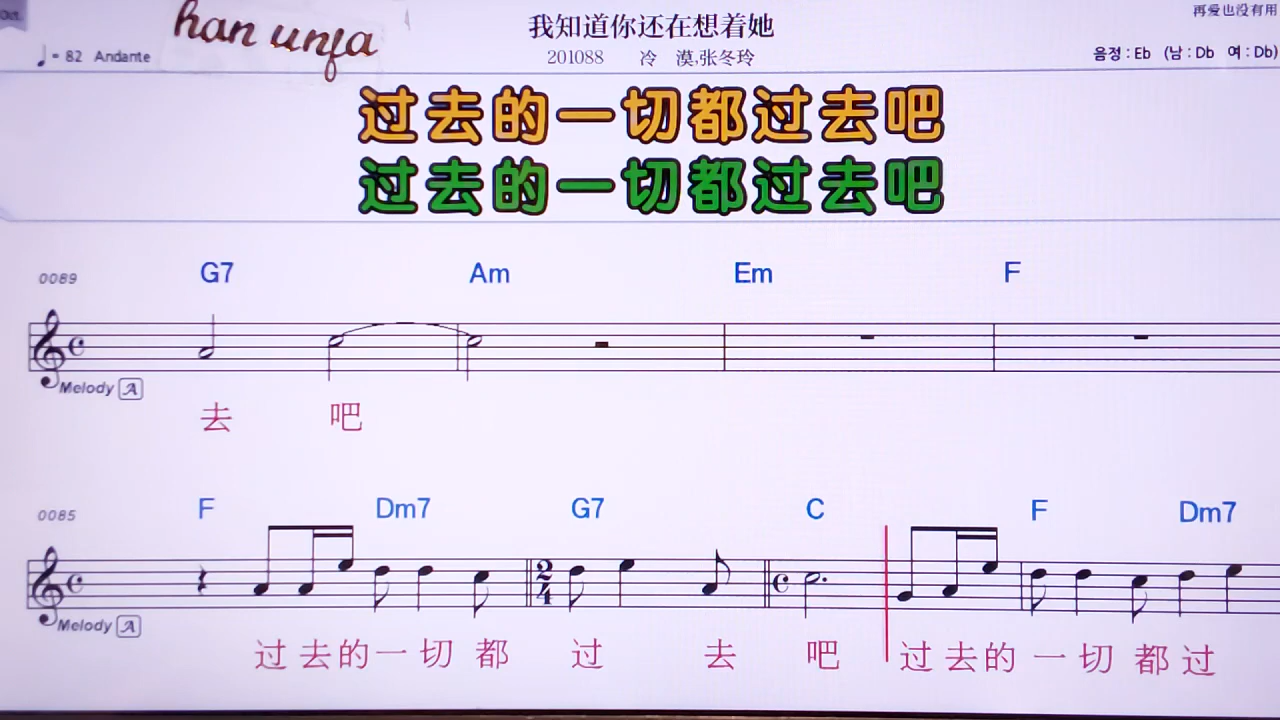 han unfa
我知道你还在想着她
再爱也没有用
♩= 82 Andante
201088 冷 漠,张冬玲
음정 : Eb (남 : Db 여 : Db)
过去的一切都过去吧
过去的一切都过去吧
0089 G7 Am Em F
Melody A
去 吧
0085 F Dm7 G7 C F Dm7
2/4
Melody A
过 去的一 切 都 过 去 吧 过 去的 一 切 都 过